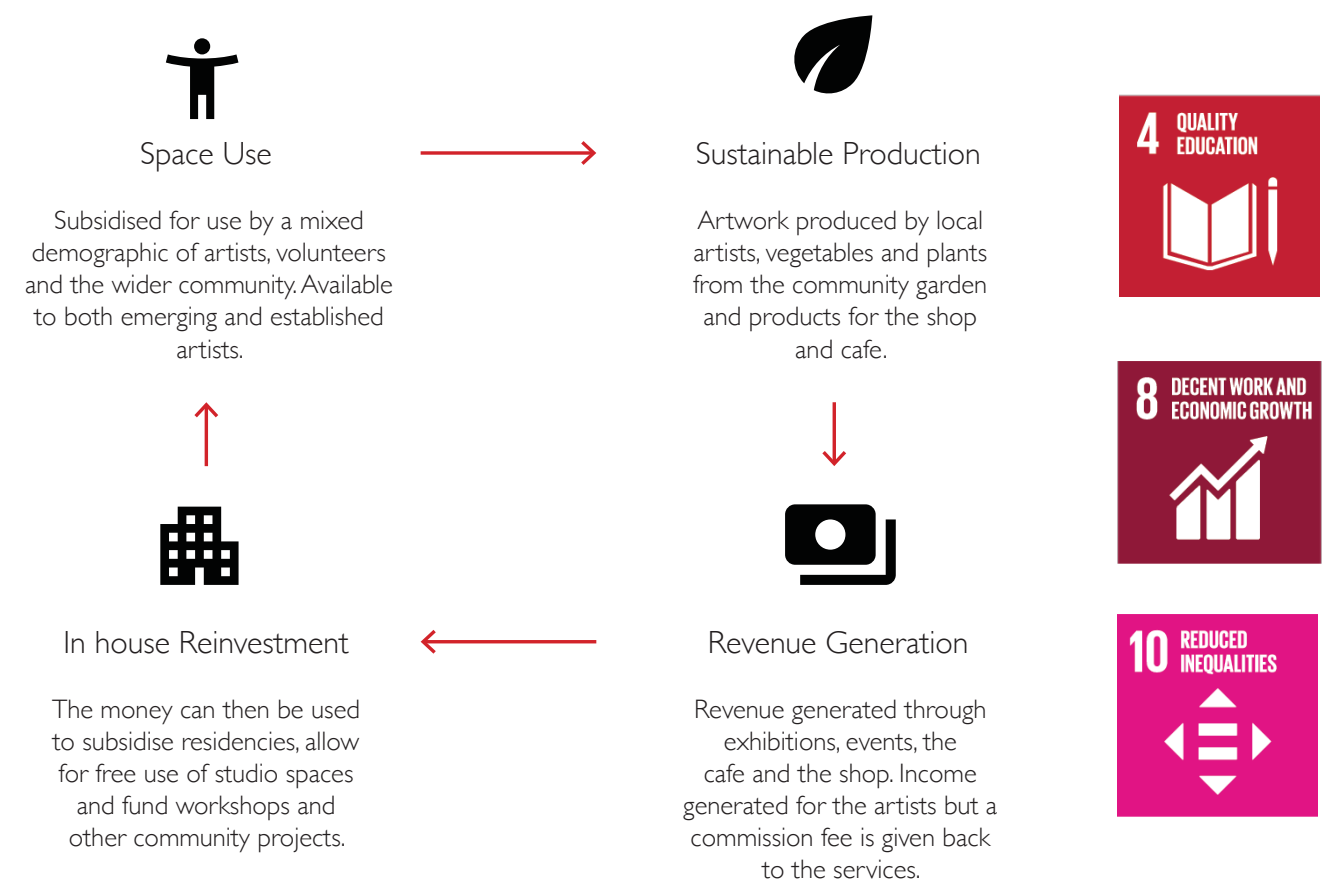 Space Use
Subsidised for use by a mixed
demographic of artists, volunteers
and the wider community. Available
to both emerging and established
artists.
Sustainable Production
Artwork produced by local
artists, vegetables and plants
from the community garden
and products for the shop
and cafe.
In house Reinvestment
The money can then be used
to subsidise residencies, allow
for free use of studio spaces
and fund workshops and
other community projects.
Revenue Generation
Revenue generated through
exhibitions, events, the
cafe and the shop. Income
generated for the artists but a
commission fee is given back
to the services.
4 QUALITY
EDUCATION
8 DECENT WORK AND
ECONOMIC GROWTH
10 REDUCED
INEQUALITIES